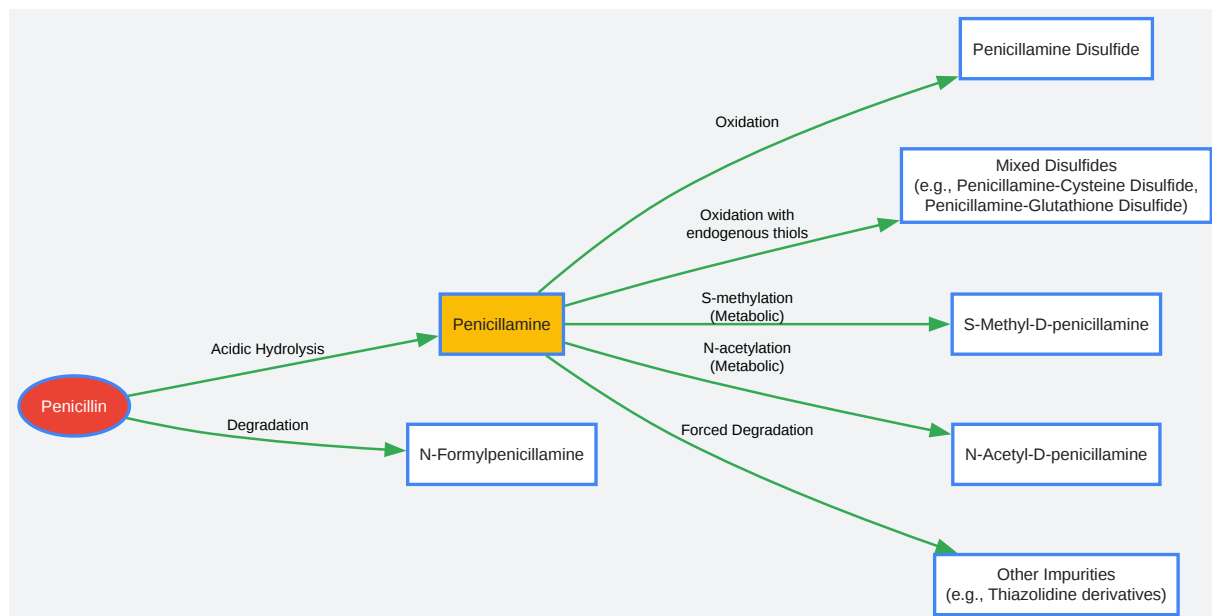 Penicillamine Disulfide
Oxidation
Mixed Disulfides
(e.g., Penicillamine-Cysteine Disulfide,
Penicillamine-Glutathione Disulfide)
Oxidation with
endogenous thiols
S-methylation
(Metabolic)
Penicillamine
S-Methyl-D-penicillamine
Acidic Hydrolysis
N-acetylation
(Metabolic)
Penicillin
Degradation
Forced Degradation
N-Formylpenicillamine
N-Acetyl-D-penicillamine
Other Impurities
(e.g., Thiazolidine derivatives)